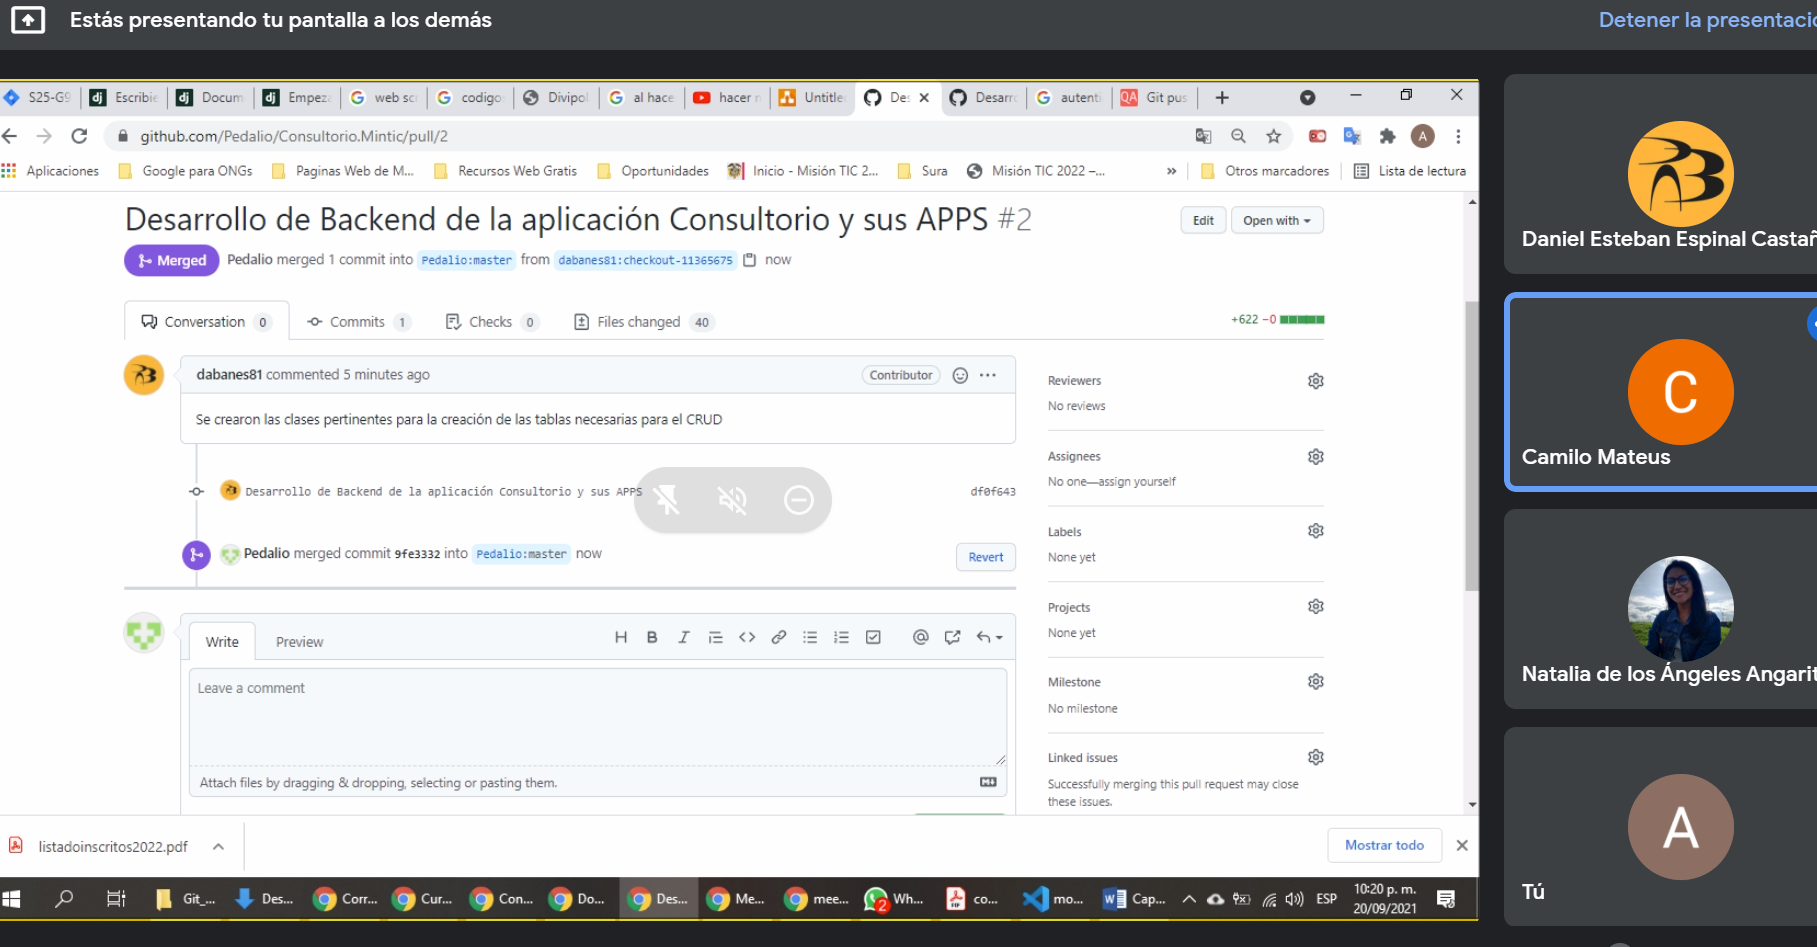 Estás presentando tu pantalla a los demás
Detener la presentació
S25-G9
Escribie
Docum
Empeza
web sc
codigo
Divipol
al hace
hacer n
Untitle
Des
Desarro
autenti
QA Git pus
github.com/Pedalio/Consultorio.Mintic/pull/2
A
Aplicaciones
Google para ONGs
Paginas Web de M...
Recursos Web Gratis
Oportunidades
Inicio - Misión TIC 2...
Sura
Misión TIC 2022 –...
»
Otros marcadores
Lista de lectura
Desarrollo de Backend de la aplicación Consultorio y sus APPS #2
Edit
Open with
Merged
Pedalio merged 1 commit into Pedalio:master from dabanes81:checkout-11365675 now
Conversation 0
Commits 1
Checks 0
Files changed 40
+622 −0
dabanes81 commented 5 minutes ago
Contributor
Se crearon las clases pertinentes para la creación de las tablas necesarias para el CRUD
Desarrollo de Backend de la aplicación Consultorio y sus APPS
df0f643
Pedalio merged commit 9fe3332 into Pedalio:master now
Revert
Write
Preview
Leave a comment
Attach files by dragging & dropping, selecting or pasting them.
Reviewers
No reviews
Assignees
No one—assign yourself
Labels
None yet
Projects
None yet
Milestone
No milestone
Linked issues
Successfully merging this pull request may close
these issues.
listadoinscritos2022.pdf
Mostrar todo
Git_...
Des...
Corr...
Cur...
Con...
Do...
Des...
Me...
mee...
2 Wh...
co...
mo...
Cap...
ESP
10:20 p. m.
20/09/2021
Daniel Esteban Espinal Castañ
C
Camilo Mateus
Natalia de los Ángeles Angarit
A
Tú